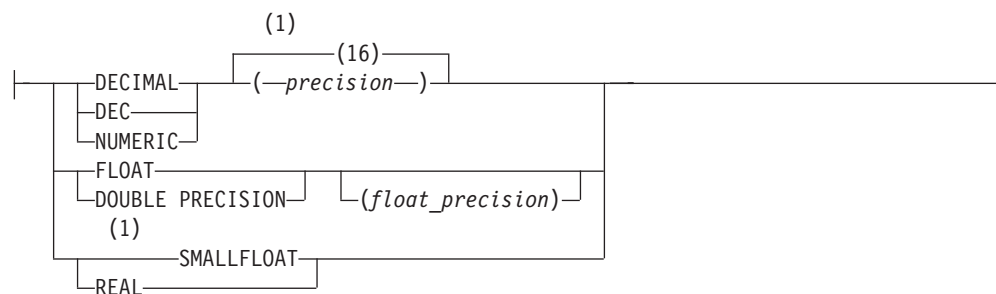 (1)
(16)
DECIMAL ( precision )
DEC
NUMERIC
FLOAT
DOUBLE PRECISION (float_precision)
(1)
SMALLFLOAT
REAL